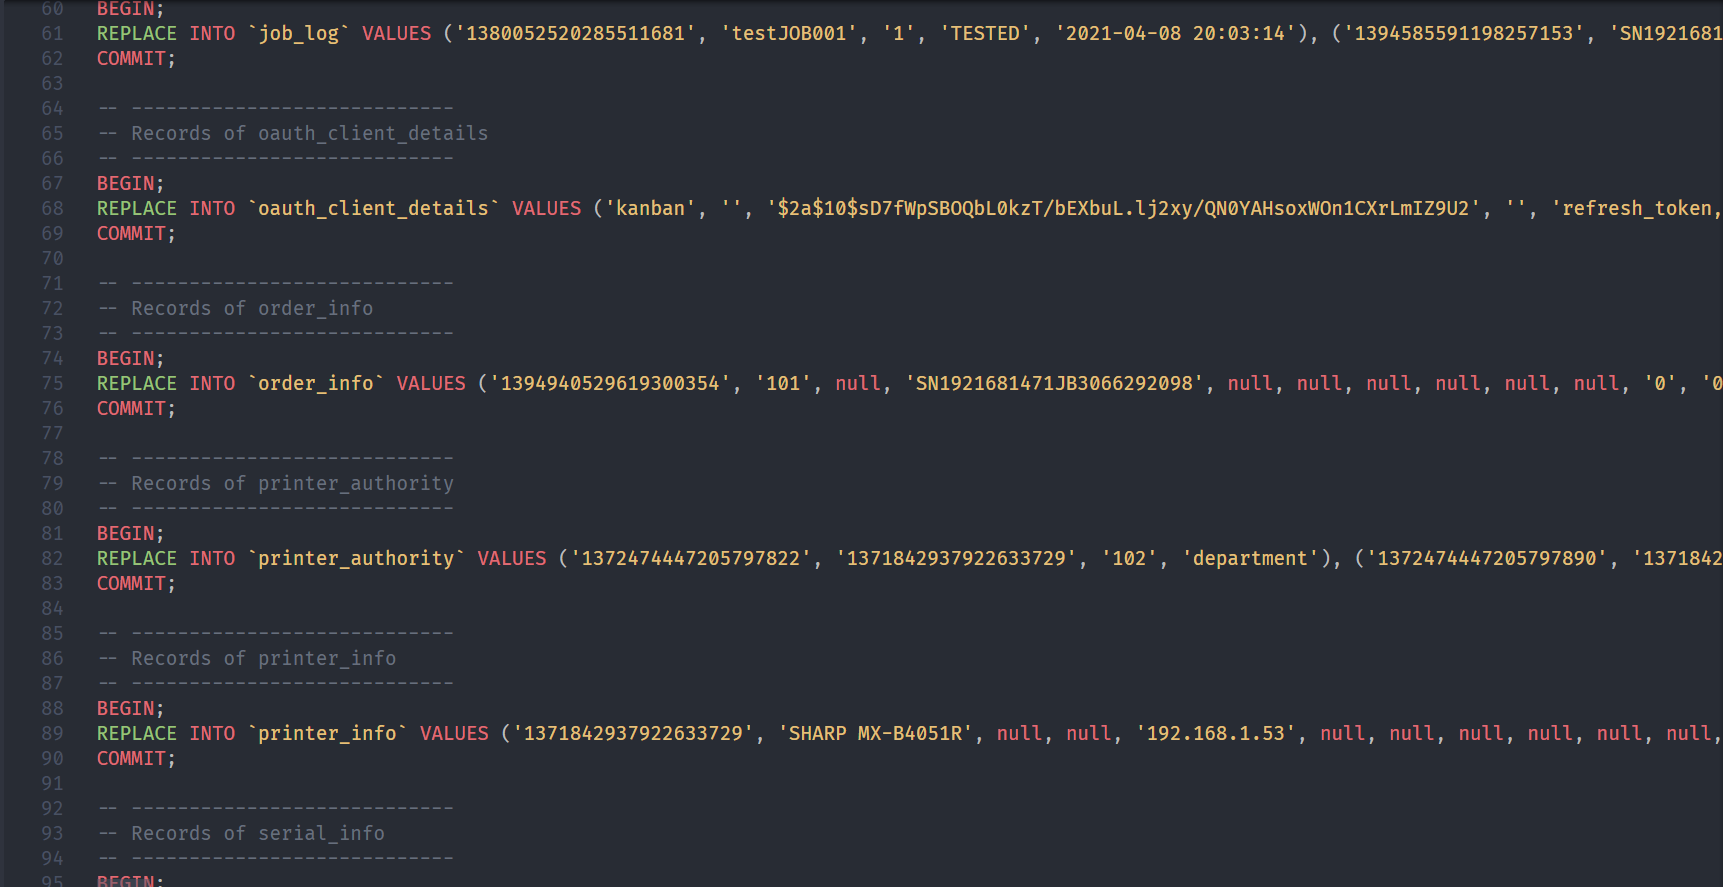 60 BEGIN;
61 REPLACE INTO `job_log` VALUES ('1380052520285511681', 'testJOB001', '1', 'TESTED', '2021-04-08 20:03:14'), ('1394585591198257153', 'SN1921681
62 COMMIT;
63
64 -- ----------------------------
65 -- Records of oauth_client_details
66 -- ----------------------------
67 BEGIN;
68 REPLACE INTO `oauth_client_details` VALUES ('kanban', '', '$2a$10$sD7fWpSBOQbL0kzT/bEXbuL.lj2xy/QN0YAHsoxWOn1CXrLmIZ9U2', '', 'refresh_token,
69 COMMIT;
70
71 -- ----------------------------
72 -- Records of order_info
73 -- ----------------------------
74 BEGIN;
75 REPLACE INTO `order_info` VALUES ('1394940529619300354', '101', null, 'SN1921681471JB3066292098', null, null, null, null, null, null, '0', '0
76 COMMIT;
77
78 -- ----------------------------
79 -- Records of printer_authority
80 -- ----------------------------
81 BEGIN;
82 REPLACE INTO `printer_authority` VALUES ('1372474447205797822', '1371842937922633729', '102', 'department'), ('1372474447205797890', '1371842
83 COMMIT;
84
85 -- ----------------------------
86 -- Records of printer_info
87 -- ----------------------------
88 BEGIN;
89 REPLACE INTO `printer_info` VALUES ('1371842937922633729', 'SHARP MX-B4051R', null, null, '192.168.1.53', null, null, null, null, null, null,
90 COMMIT;
91
92 -- ----------------------------
93 -- Records of serial_info
94 -- ----------------------------
95 BEGIN;